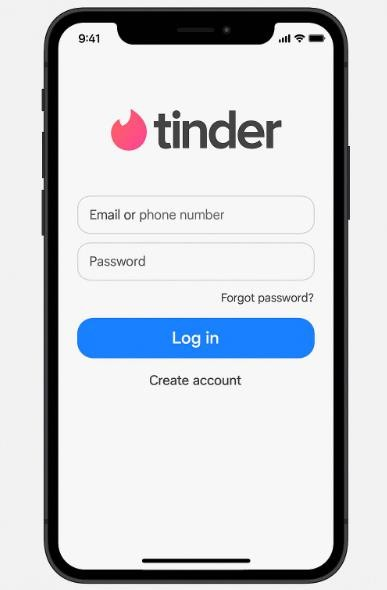 9:41
tinder
Email or phone number
Password
Forgot password?
Log in
Create account